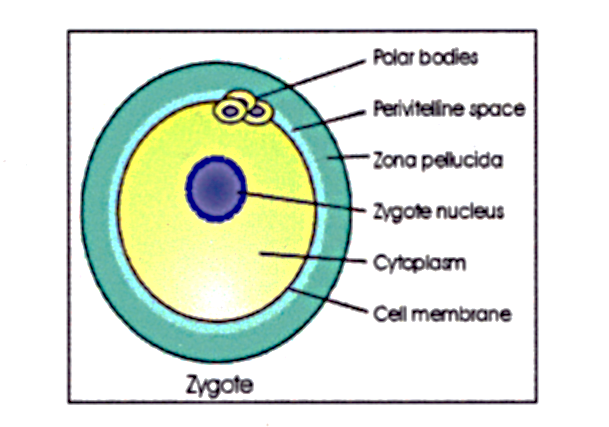 Polar bodies
Perivitelline space
Zona pellucida
Zygote nucleus
Cytoplasm
Cell membrane
Zygote